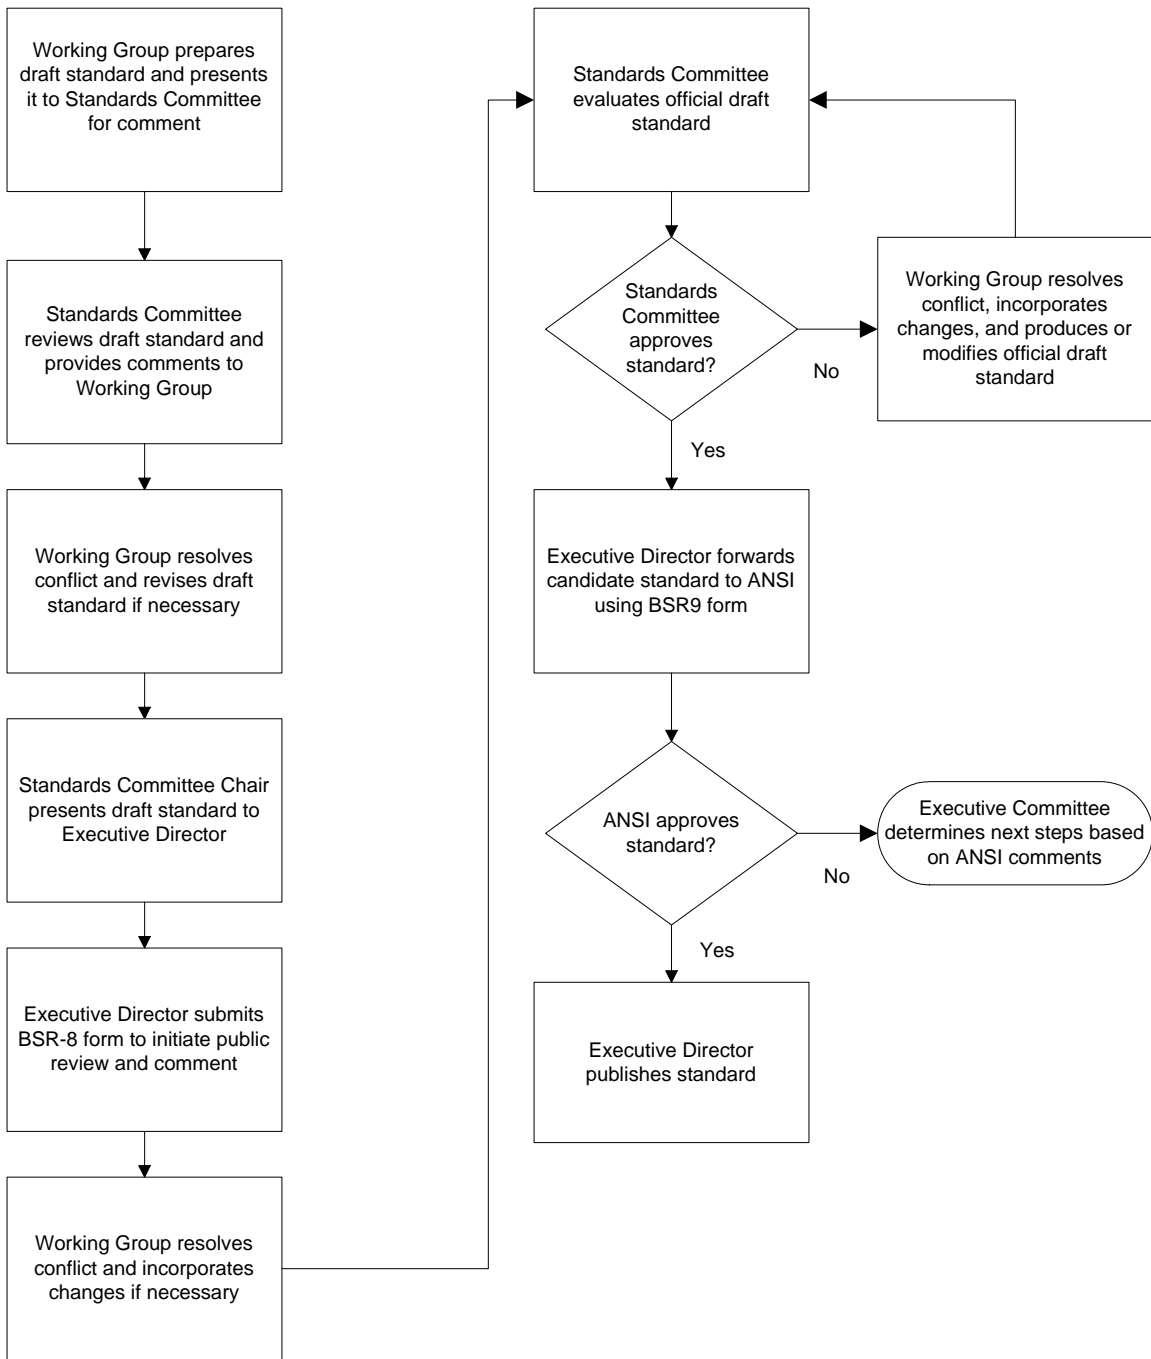 Working Group prepares
draft standard and presents
it to Standards Committee
for comment
Standards Committee
reviews draft standard and
provides comments to
Working Group
Working Group resolves
conflict and revises draft
standard if necessary
Standards Committee Chair
presents draft standard to
Executive Director
Executive Director submits
BSR-8 form to initiate public
review and comment
Working Group resolves
conflict and incorporates
changes if necessary
Standards Committee
evaluates official draft
standard
Standards
Committee
approves
standard?
No
Working Group resolves
conflict, incorporates
changes, and produces or
modifies official draft
standard
Yes
Executive Director forwards
candidate standard to ANSI
using BSR9 form
ANSI approves
standard?
No
Executive Committee
determines next steps based
on ANSI comments
Yes
Executive Director
publishes standard